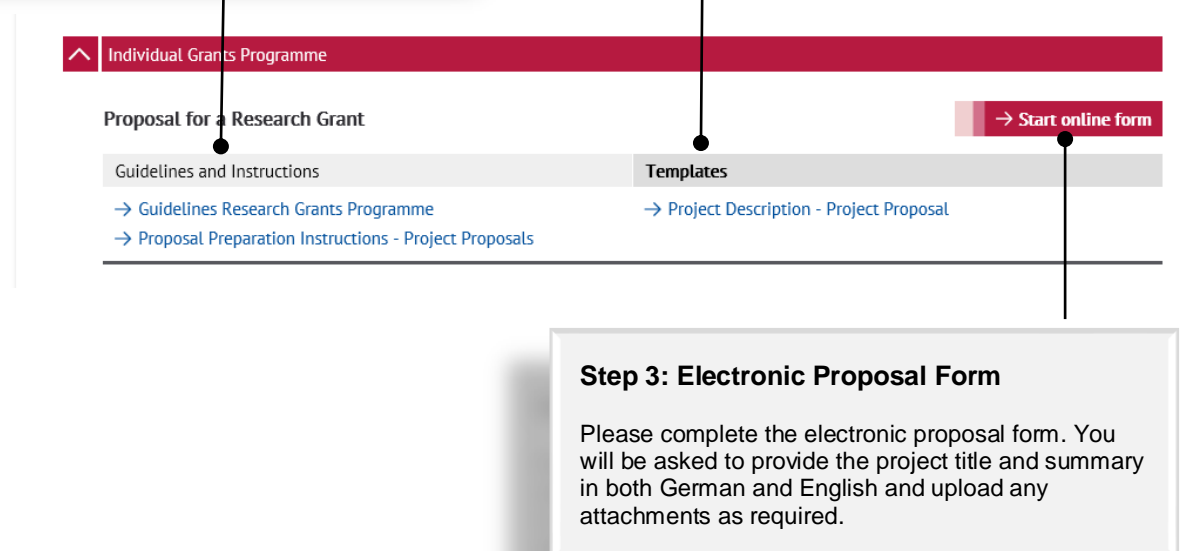 Individual Grants Programme
Proposal for a Research Grant
→ Start online form
Guidelines and Instructions
Templates
→ Guidelines Research Grants Programme
→ Project Description - Project Proposal
→ Proposal Preparation Instructions - Project Proposals
Step 3: Electronic Proposal Form
Please complete the electronic proposal form. You
will be asked to provide the project title and summary
in both German and English and upload any
attachments as required.